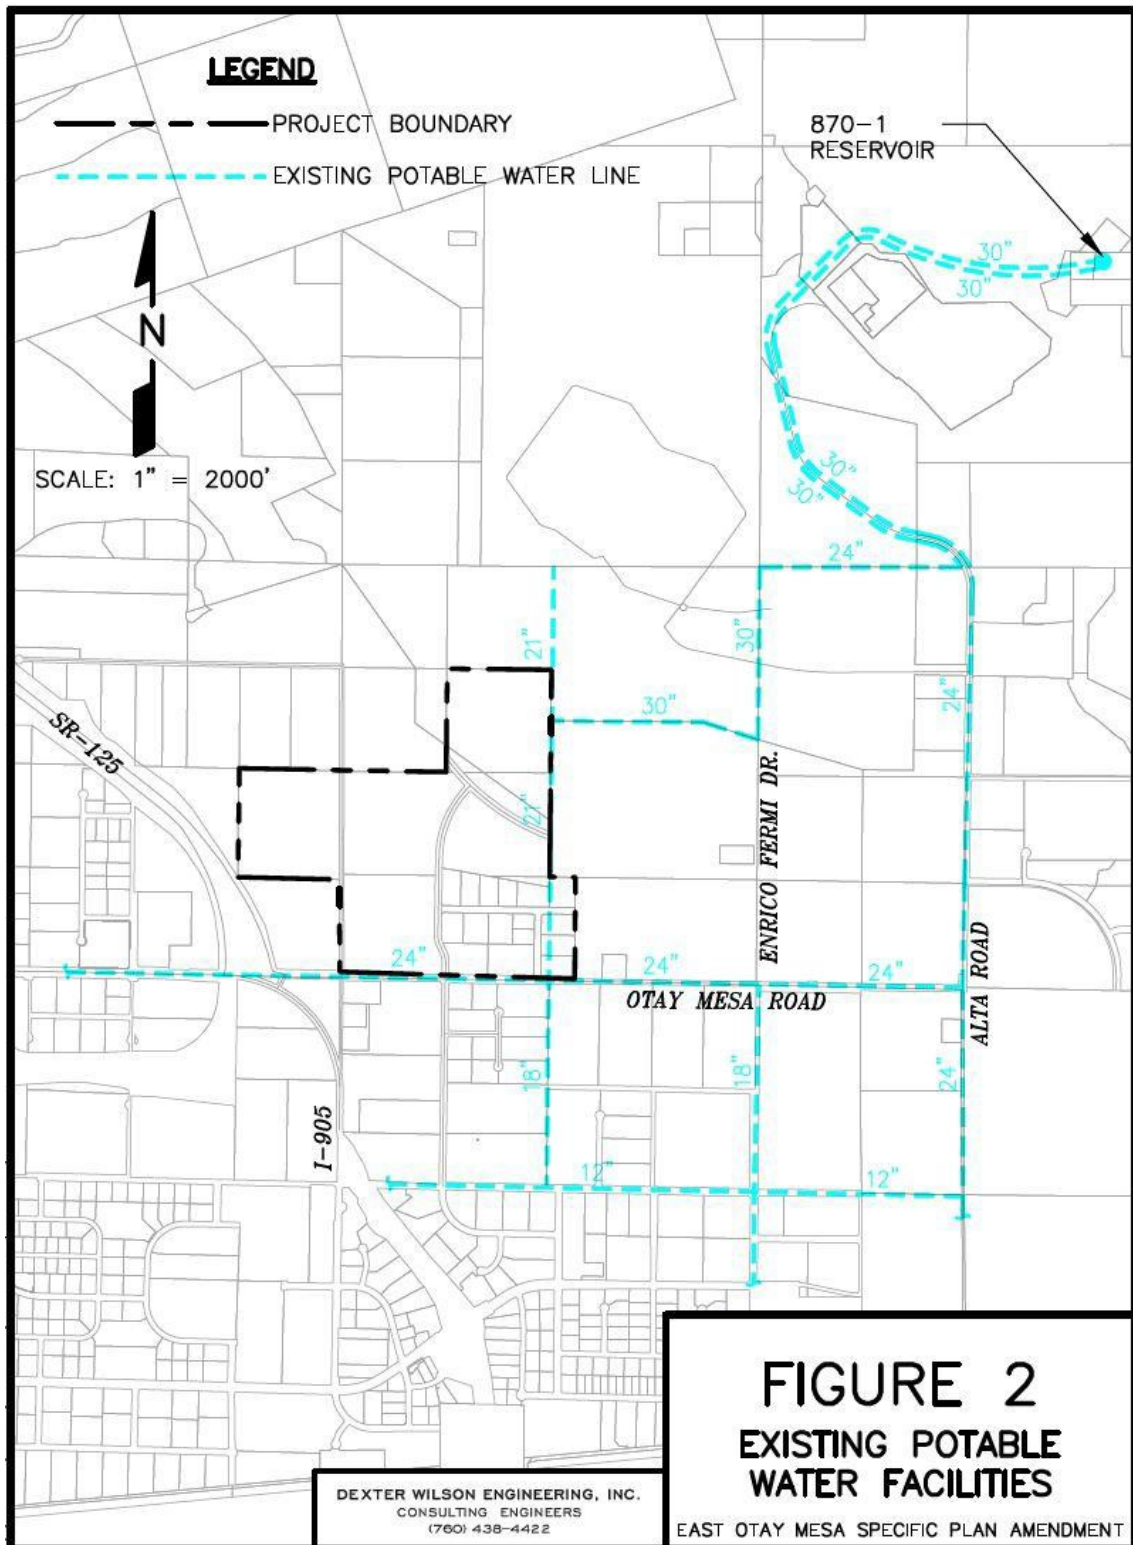 LEGEND
PROJECT BOUNDARY
EXISTING POTABLE WATER LINE
870-1
RESERVOIR
30"
30"
N
SCALE: 1" = 2000'
30"
30"
24"
21"
30"
24"
30"
SR-125
21"
ENRICO FERMI DR.
24"
24"
24"
OTAY MESA ROAD
ALTA ROAD
18"
18"
24"
I-905
12"
12"
FIGURE 2
EXISTING POTABLE
WATER FACILITIES
EAST OTAY MESA SPECIFIC PLAN AMENDMENT
DEXTER WILSON ENGINEERING, INC.
CONSULTING ENGINEERS
(760) 438-4422